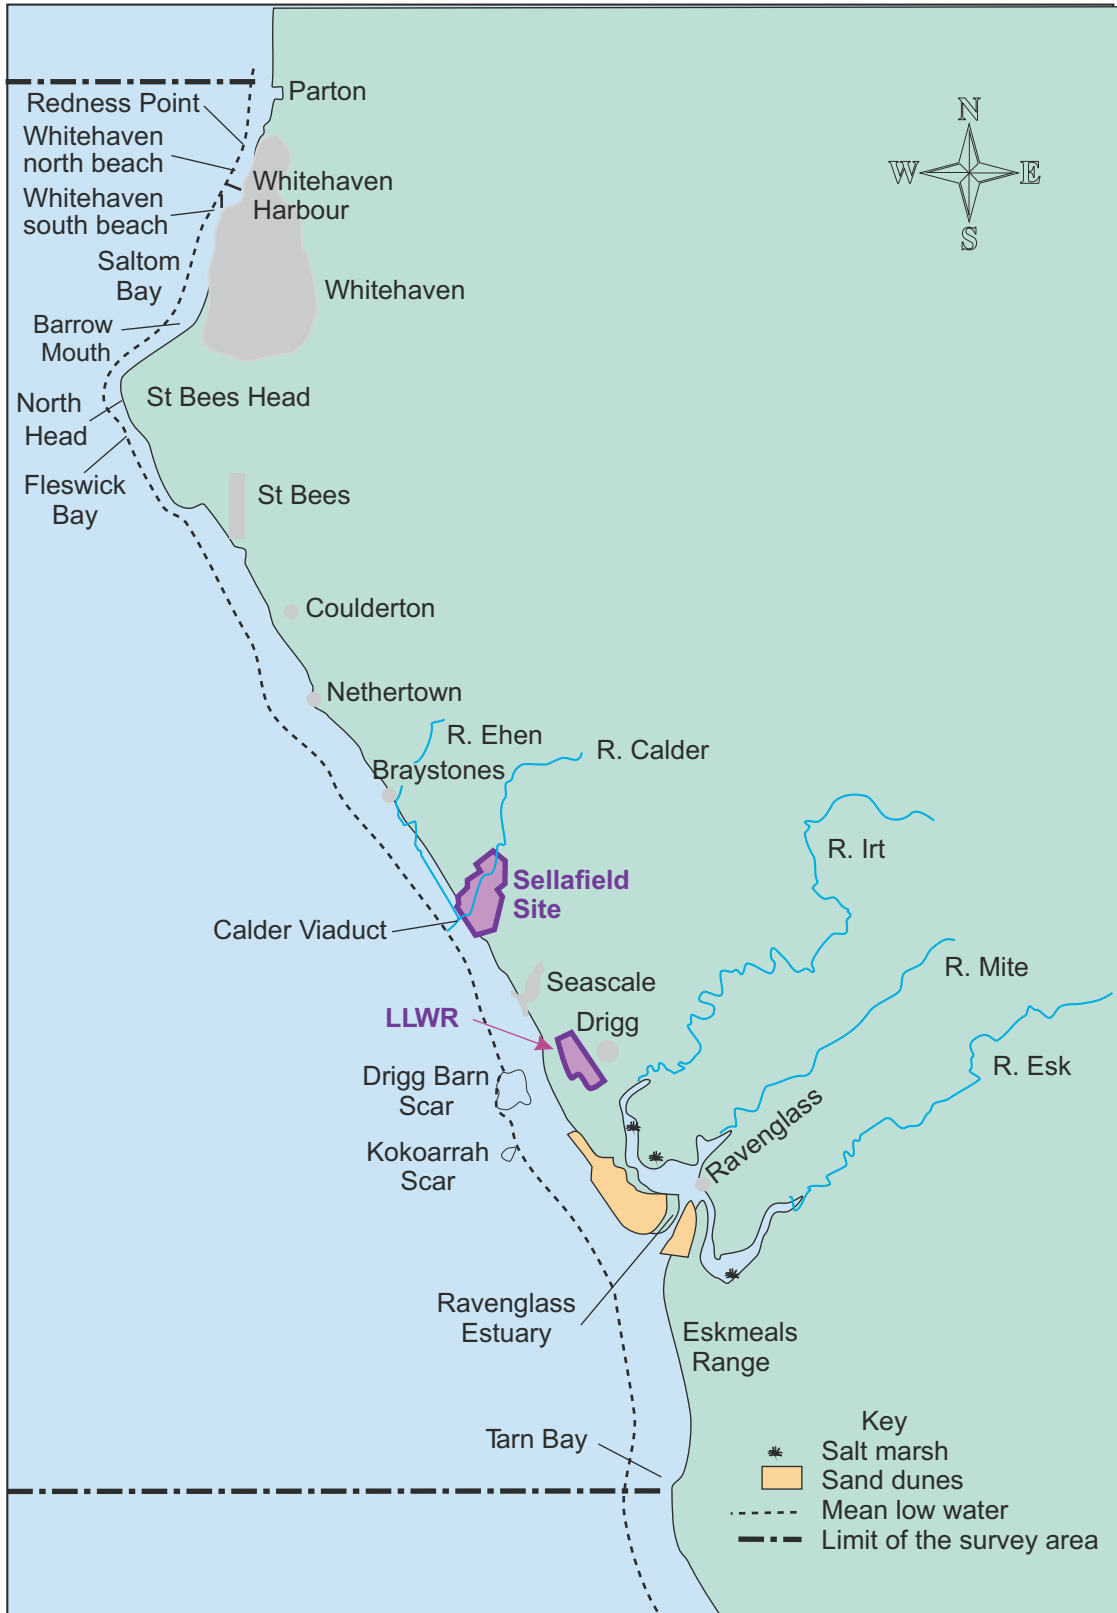 Parton
Redness Point
Whitehaven
north beach
Whitehaven
south beach
Whitehaven
Harbour
N
W
E
S
Saltom
Bay
Whitehaven
Barrow
Mouth
St Bees Head
North
Head
Fleswick
Bay
St Bees
Coulderton
Nethertown
R. Ehen
R. Calder
Braystones
R. Irt
Sellafield
Site
Calder Viaduct
R. Mite
Seascale
LLWR
Drigg
R. Esk
Drigg Barn
Scar
Ravenglass
Kokoarrah
Scar
Ravenglass
Estuary
Eskmeals
Range
Tarn Bay
Key
Salt marsh
Sand dunes
Mean low water
Limit of the survey area